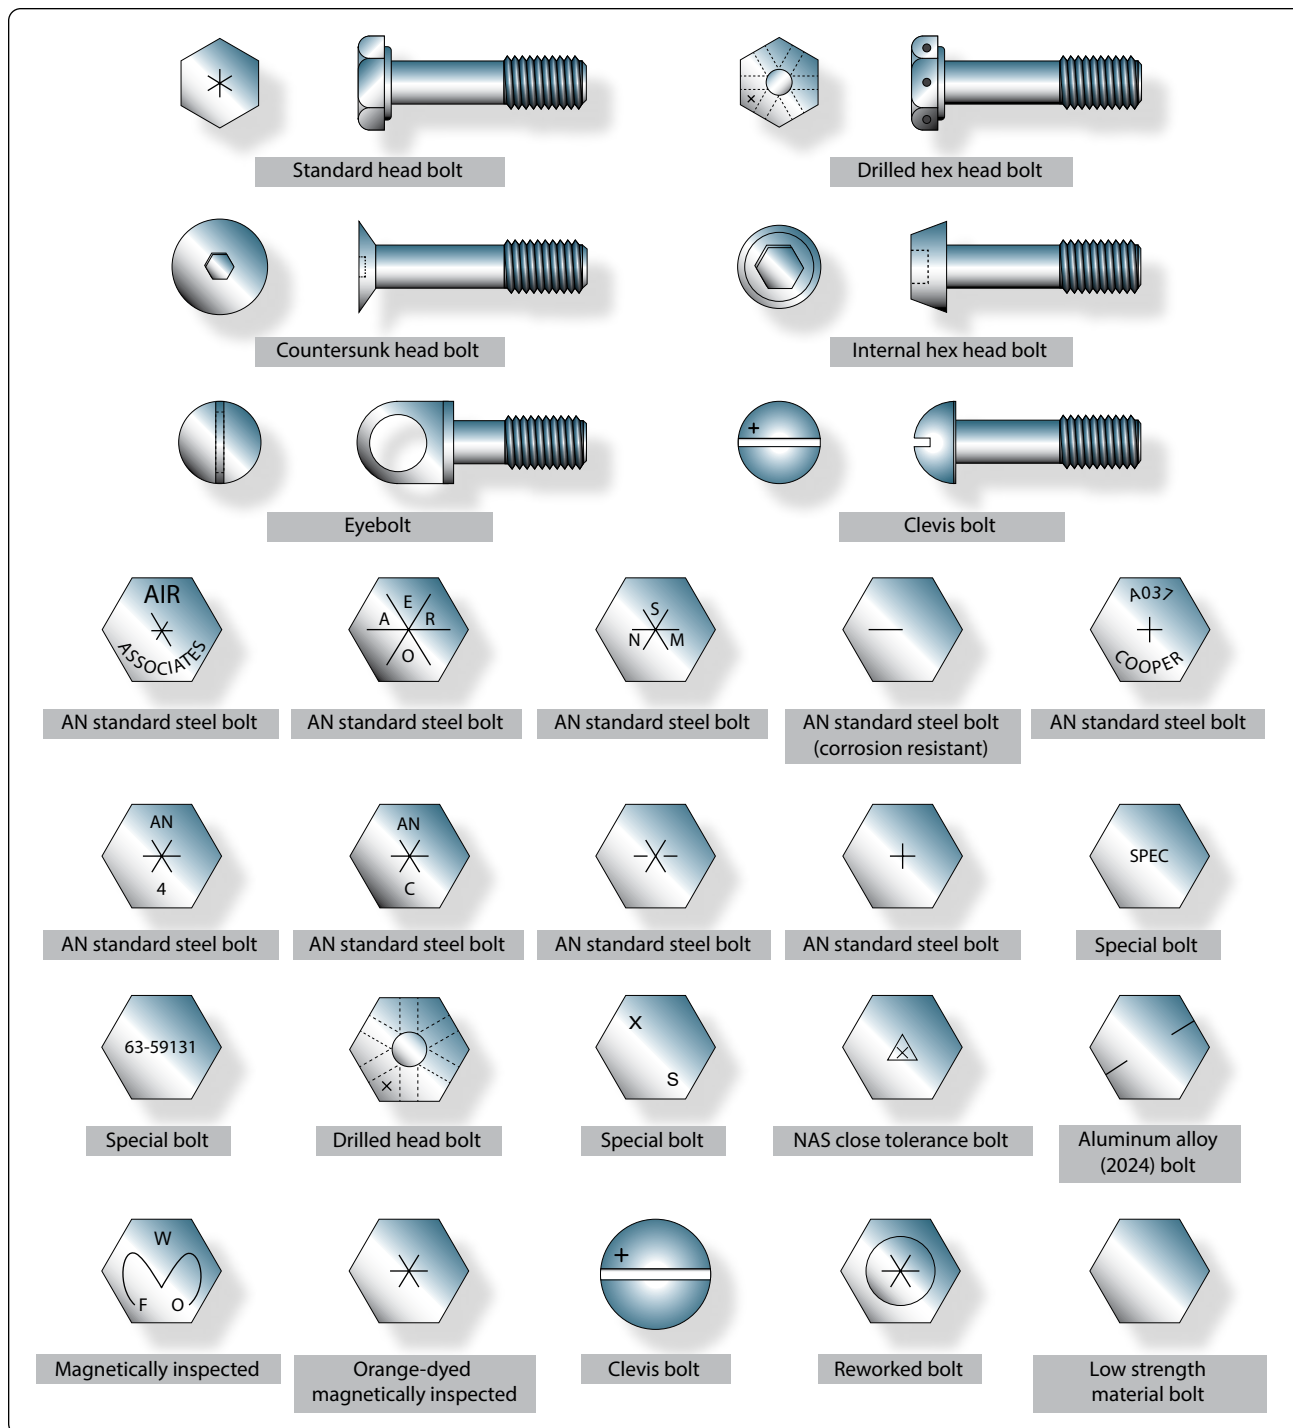 Standard head bolt
Drilled hex head bolt
Countersunk head bolt
Internal hex head bolt
+
Eyebolt
Clevis bolt
AIR
ASSOCIATES
A E R O
S N M
A037
COOPER
AN standard steel bolt
AN standard steel bolt
AN standard steel bolt
AN standard steel bolt
(corrosion resistant)
AN standard steel bolt
AN
4
AN
C
SPEC
AN standard steel bolt
AN standard steel bolt
AN standard steel bolt
AN standard steel bolt
Special bolt
63-59131
X
X
S
X
Special bolt
Drilled head bolt
Special bolt
NAS close tolerance bolt
Aluminum alloy
(2024) bolt
W
F O
+
Magnetically inspected
Orange-dyed
magnetically inspected
Clevis bolt
Reworked bolt
Low strength
material bolt